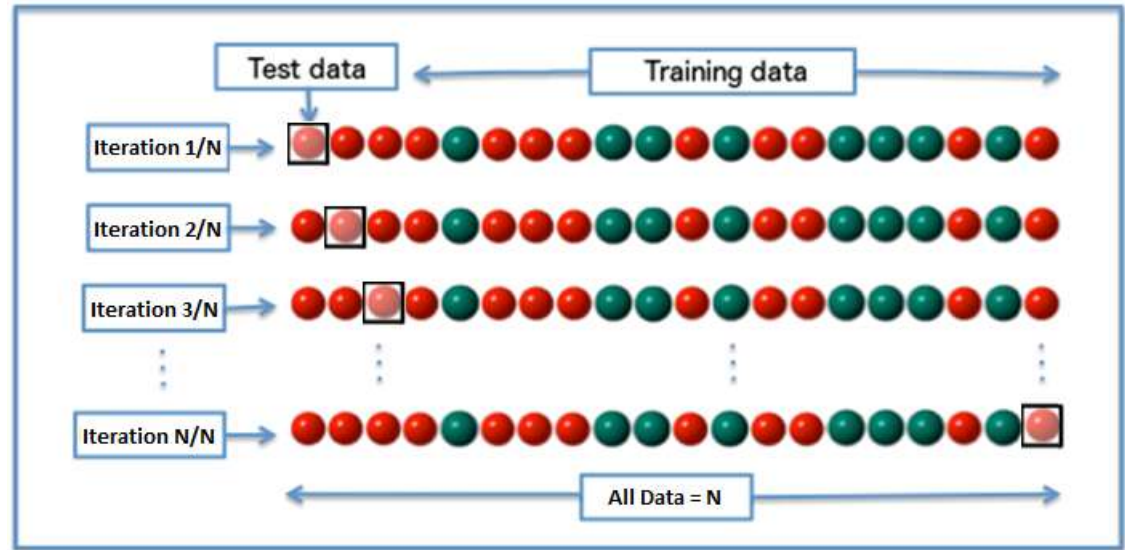 Test data
Training data
Iteration 1/N
Iteration 2/N
Iteration 3/N
Iteration N/N
All Data = N